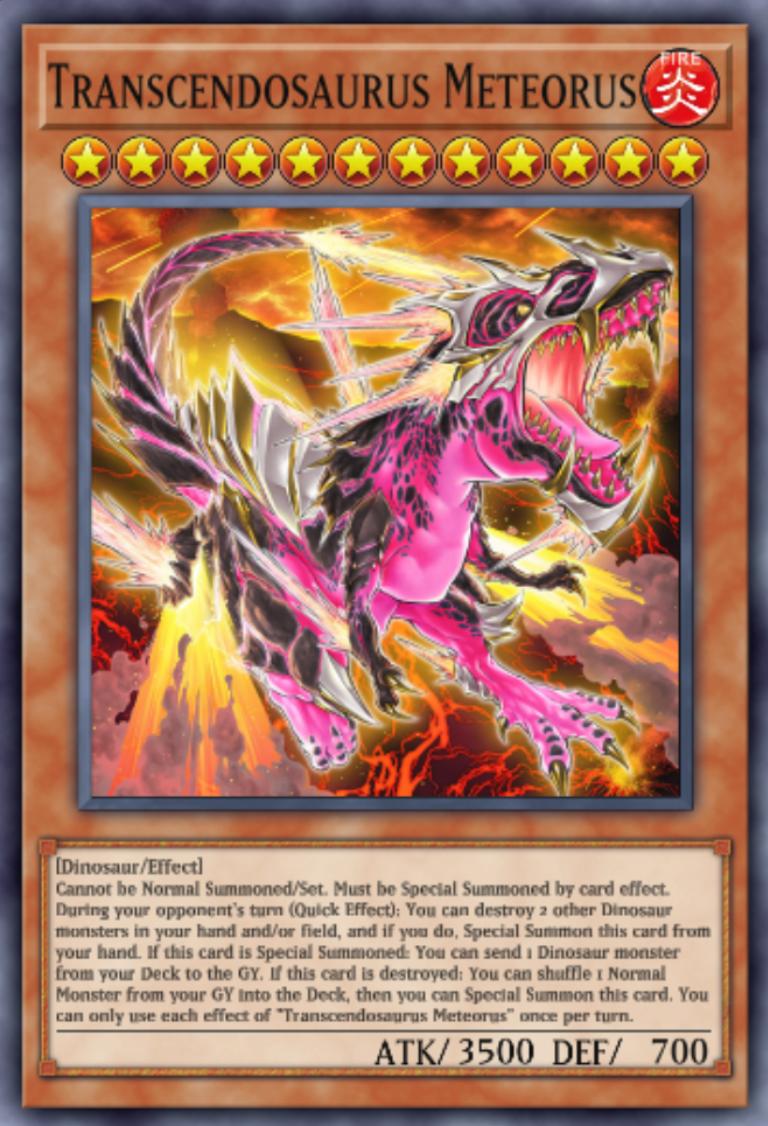 TRANSCENDOSAURUS METEORUS
FIRE
炎
[Dinosaur/Effect]
Cannot be Normal Summoned/Set. Must be Special Summoned by card effect.
During your opponent's turn (Quick Effect): You can destroy 2 other Dinosaur
monsters in your hand and/or field, and if you do, Special Summon this card from
your hand. If this card is Special Summoned: You can send 1 Dinosaur monster
from your Deck to the GY. If this card is destroyed: You can shuffle 1 Normal
Monster from your GY into the Deck, then you can Special Summon this card. You
can only use each effect of "Transcendosaurus Meteorus" once per turn.
ATK/ 3500 DEF/ 700